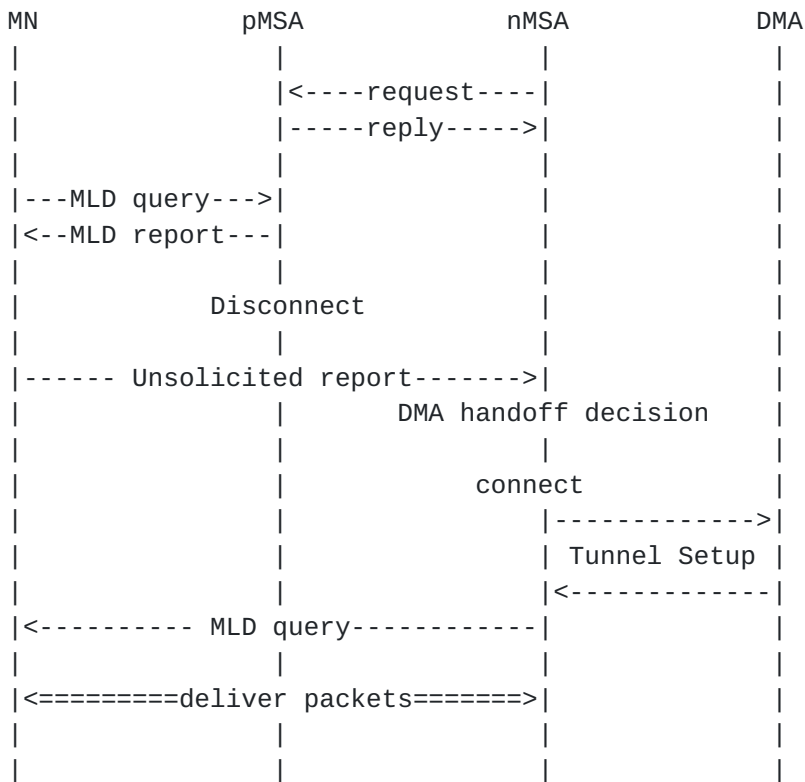 MN pMSA nMSA DMA
| | | |
| |<----request----| |
| |-----reply----->| |
| | | |
|---MLD query--->| | |
|<--MLD report---| | |
| | | |
| Disconnect | |
| | | |
|------ Unsolicited report------->| |
| | DMA handoff decision |
| | | |
| | connect |
| | |------------->|
| | | Tunnel Setup |
| | |<-------------|
|<---------- MLD query------------| |
| | | |
|<=========deliver packets=======>| |
| | | |
| | | |